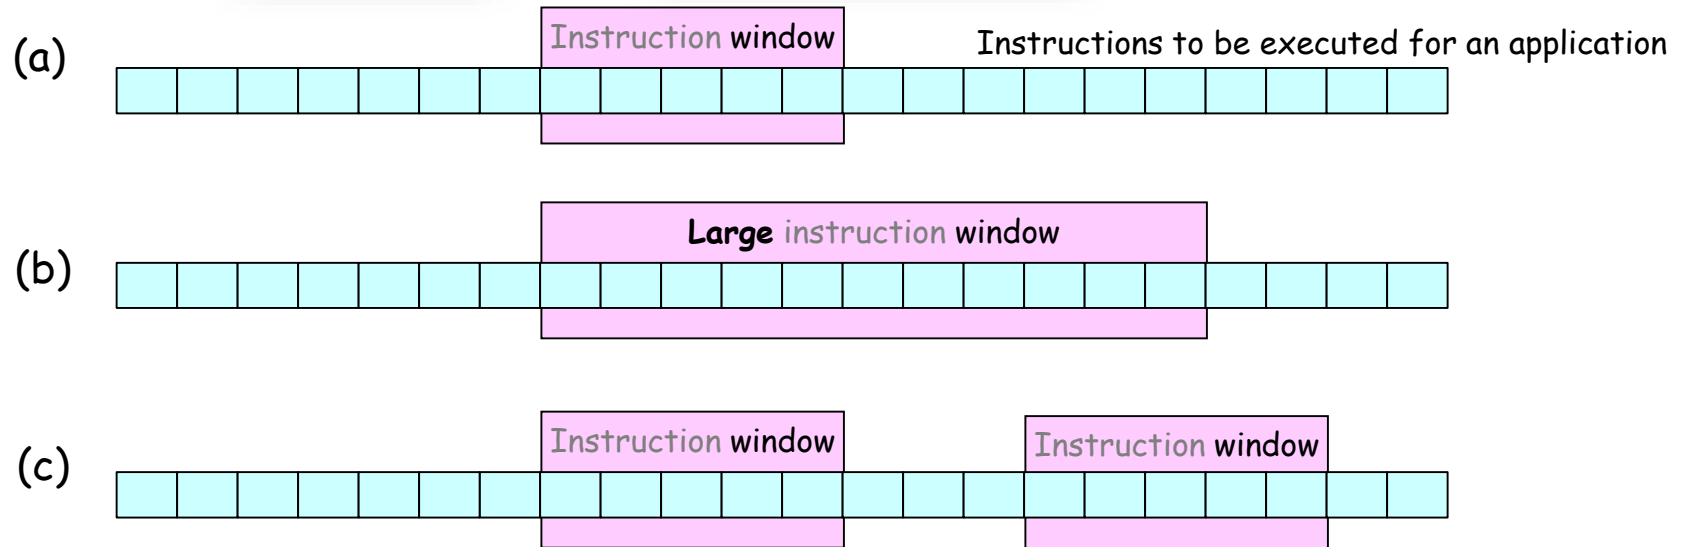 (a)
Instruction window
Instructions to be executed for an application
(b)
Large instruction window
(c)
Instruction window
Instruction window